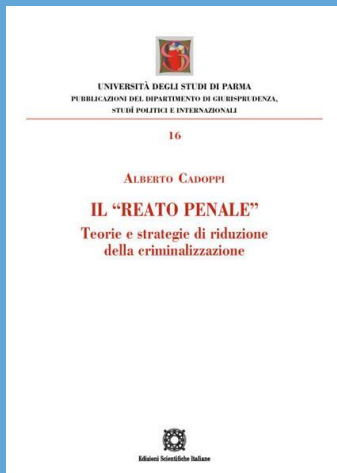 UNIVERSITÀ DEGLI STUDI DI PARMA
PUBBLICAZIONI DEL DIPARTIMENTO DI GIURISPRUDENZA,
STUDÎ POLITICI E INTERNAZIONALI
16
ALBERTO CADOPPI
IL “REATO PENALE”
Teorie e strategie di riduzione
della criminalizzazione
Edizioni Scientifiche Italiane